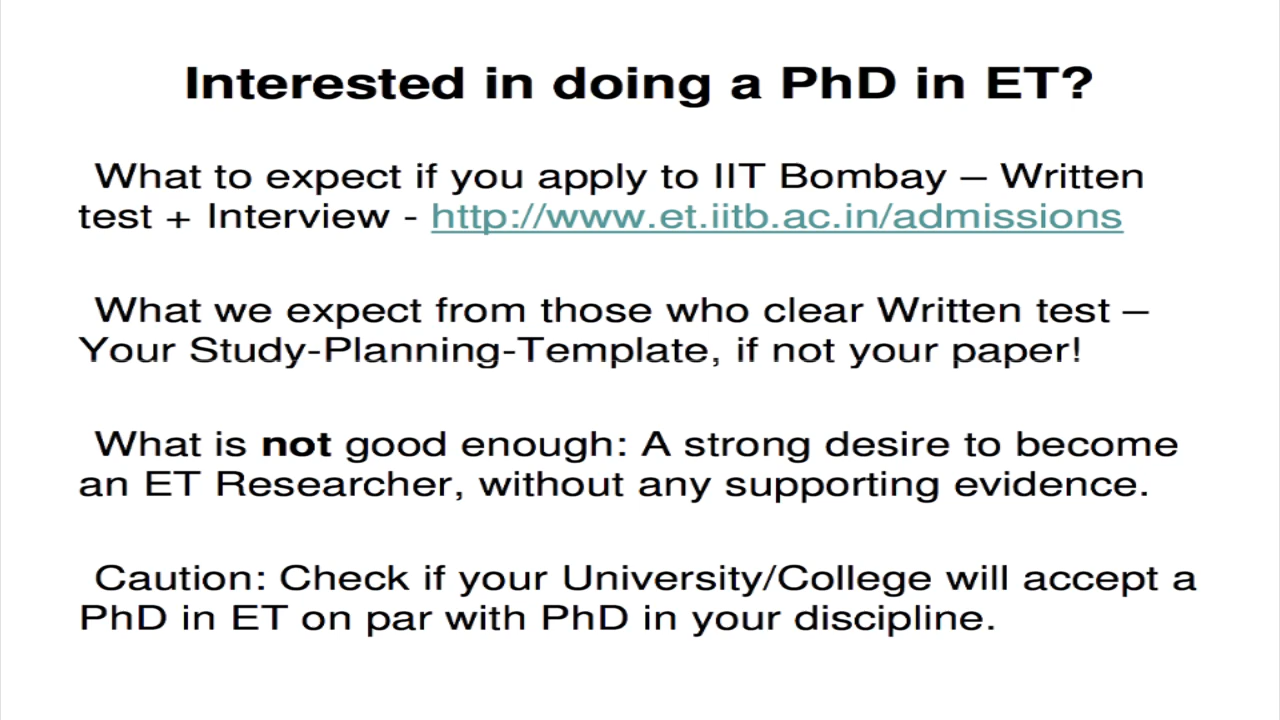 Interested in doing a PhD in ET?
What to expect if you apply to IIT Bombay – Written
test + Interview - http://www.et.iitb.ac.in/admissions
What we expect from those who clear Written test –
Your Study-Planning-Template, if not your paper!
What is not good enough: A strong desire to become
an ET Researcher, without any supporting evidence.
Caution: Check if your University/College will accept a
PhD in ET on par with PhD in your discipline.